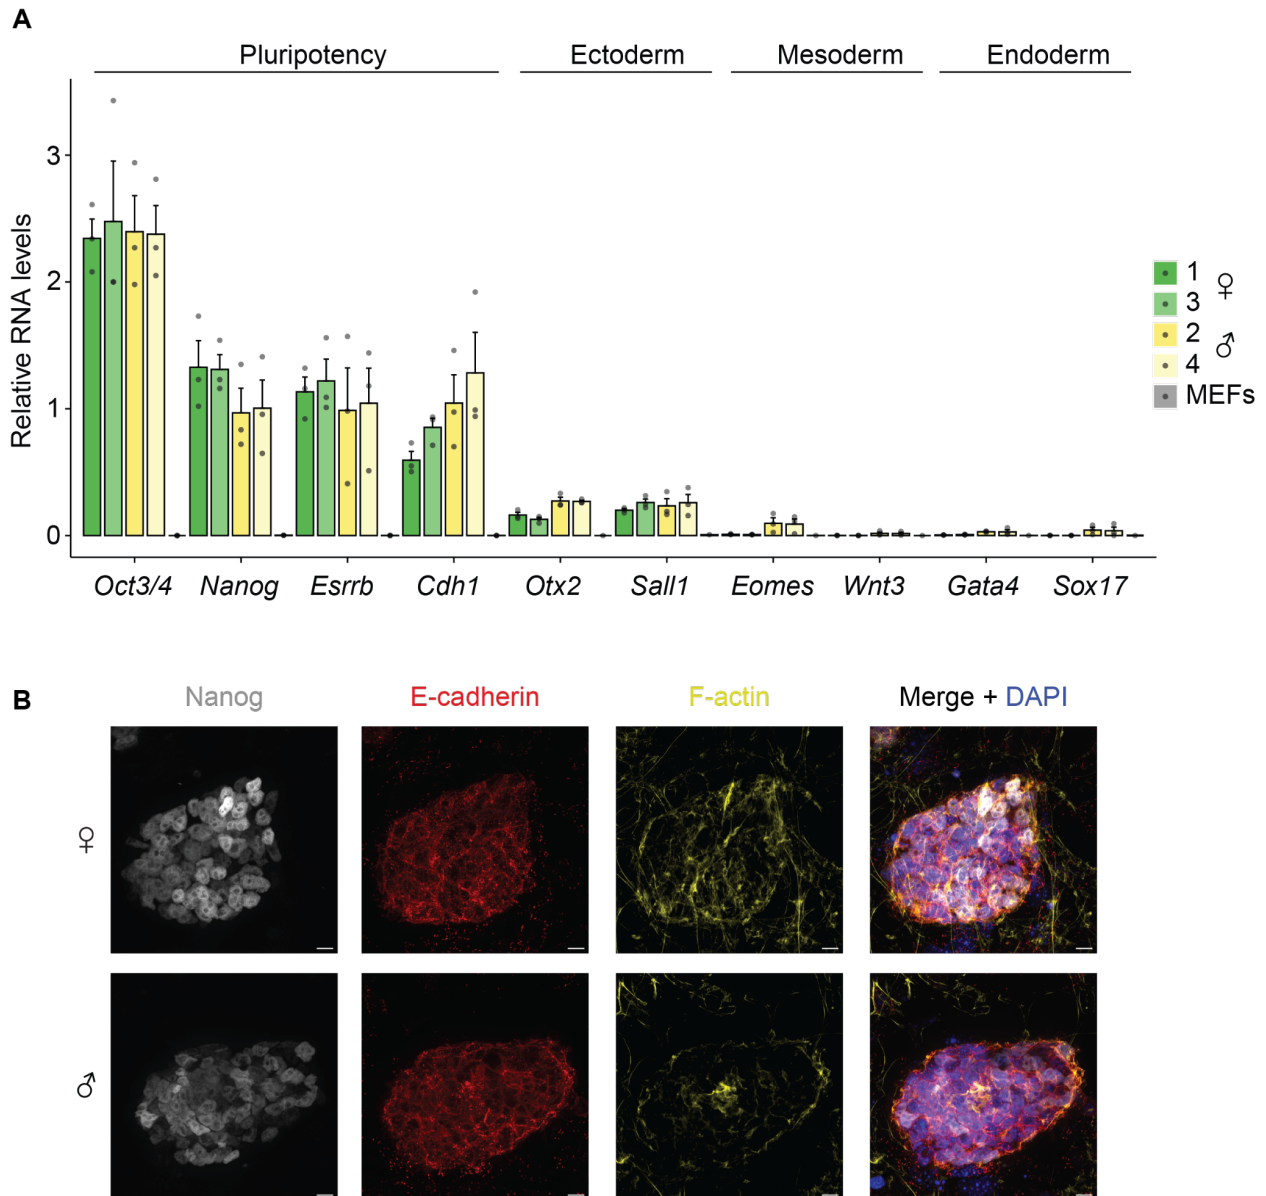 A
Pluripotency Ectoderm Mesoderm Endoderm
Relative RNA levels
3
2
1
0
Oct3/4 Nanog Esrrb Cdh1 Otx2 Sall1 Eomes Wnt3 Gata4 Sox17
1 ♀
3
2 ♂
4
MEFs
B
Nanog E-cadherin F-actin Merge + DAPI
♀
♂